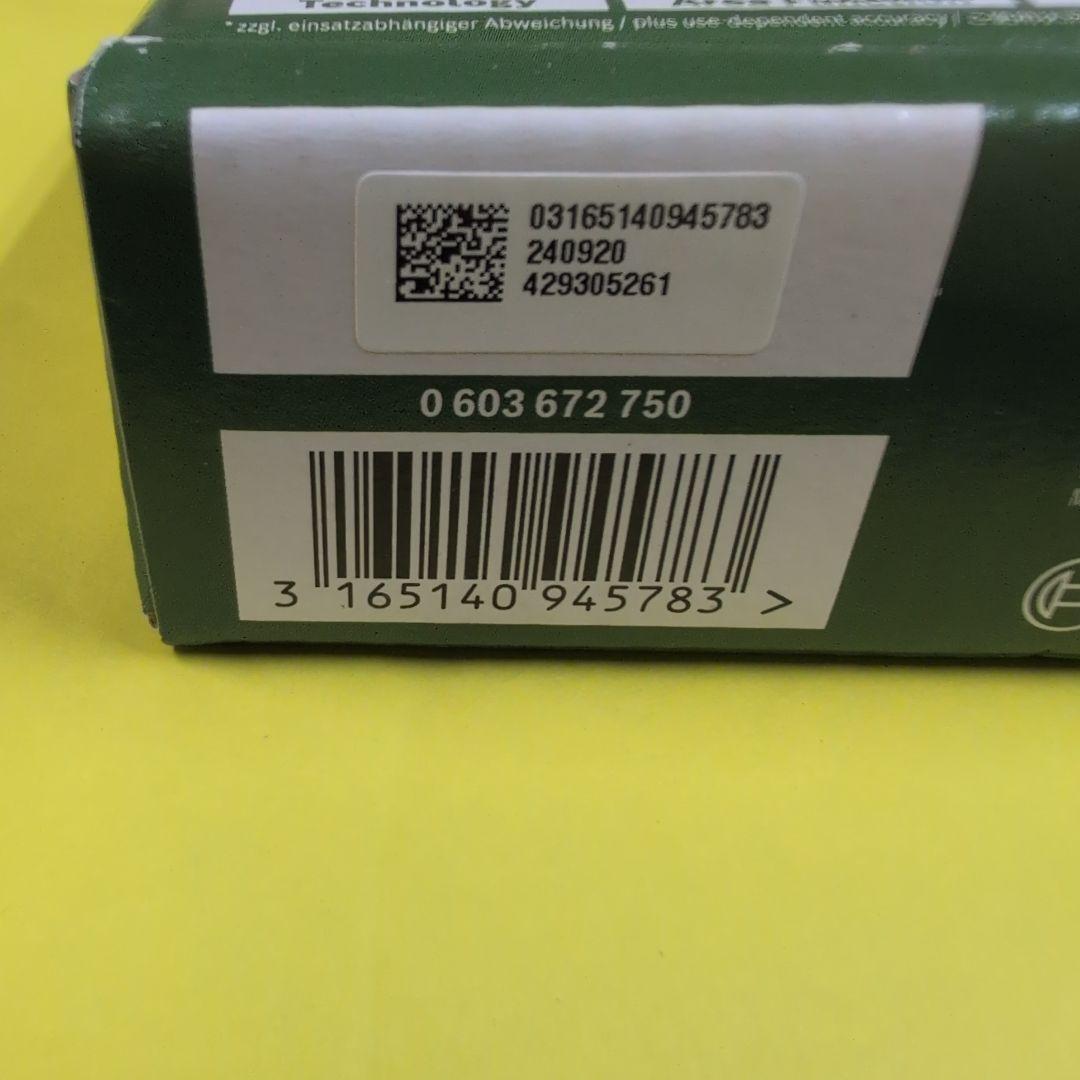 Technology
*zzgl. einsatzabhängiger Abweichung / plus use dependent accuracy
03165140945783
240920
429305261
0 603 672 750
3 165140 945783 >